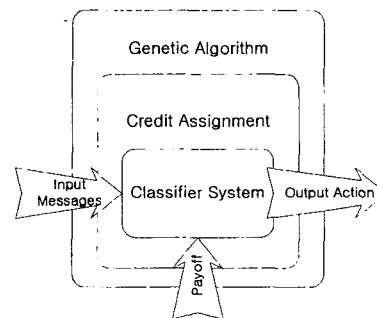 Genetic Algorithm
Credit Assignment
Input
Messages
Classifier System
Output Action
Payoff